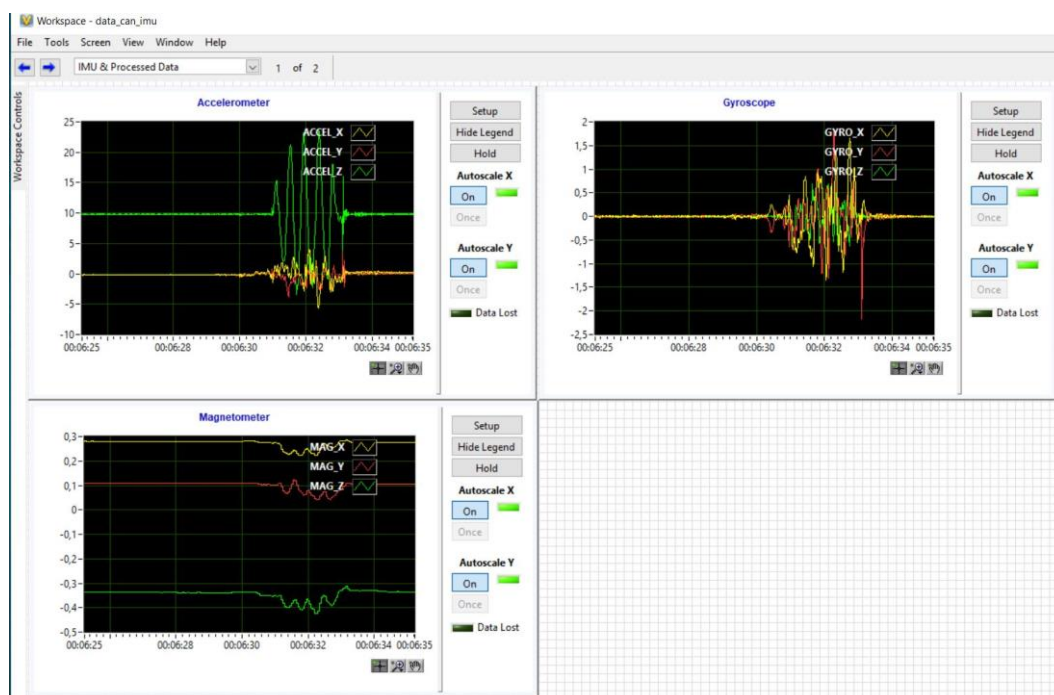 Workspace - data_can_imu
File Tools Screen View Window Help
IMU & Processed Data 1 of 2
Workspace Controls
Accelerometer
25-
20-
15-
10-
5-
0-
-5-
-10-
ACCEL_X
ACCEL_Y
ACCEL_Z
00:06:25 00:06:28 00:06:30 00:06:32 00:06:34 00:06:35
Setup
Hide Legend
Hold
Autoscale X
On
Once
Autoscale Y
On
Once
Data Lost
Gyroscope
2-
1,5-
1-
0,5-
0-
-0,5-
-1-
-1,5-
-2-
-2,5-
GYRO_X
GYRO_Y
GYRO_Z
00:06:25 00:06:28 00:06:30 00:06:32 00:06:34 00:06:35
Setup
Hide Legend
Hold
Autoscale X
On
Once
Autoscale Y
On
Once
Data Lost
Magnetometer
0,3-
0,2-
0,1-
0-
-0,1-
-0,2-
-0,3-
-0,4-
-0,5-
MAG_X
MAG_Y
MAG_Z
00:06:25 00:06:28 00:06:30 00:06:32 00:06:34 00:06:35
Setup
Hide Legend
Hold
Autoscale X
On
Once
Autoscale Y
On
Once
Data Lost